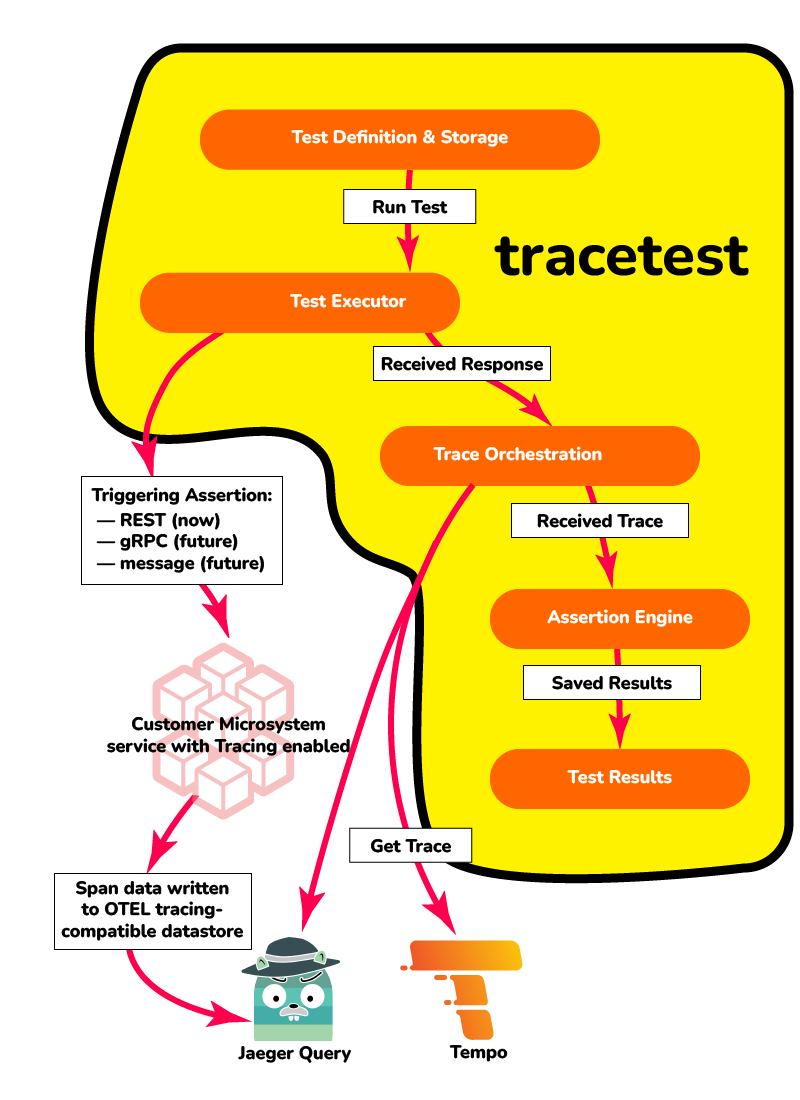 Test Definition & Storage
Run Test
tracetest
Test Executor
Received Response
Trace Orchestration
Triggering Assertion:
— REST (now)
— gRPC (future)
— message (future)
Received Trace
Assertion Engine
Saved Results
Customer Microsystem
service with Tracing enabled
Test Results
Get Trace
Span data written
to OTEL tracing-
compatible datastore
Jaeger Query
Tempo